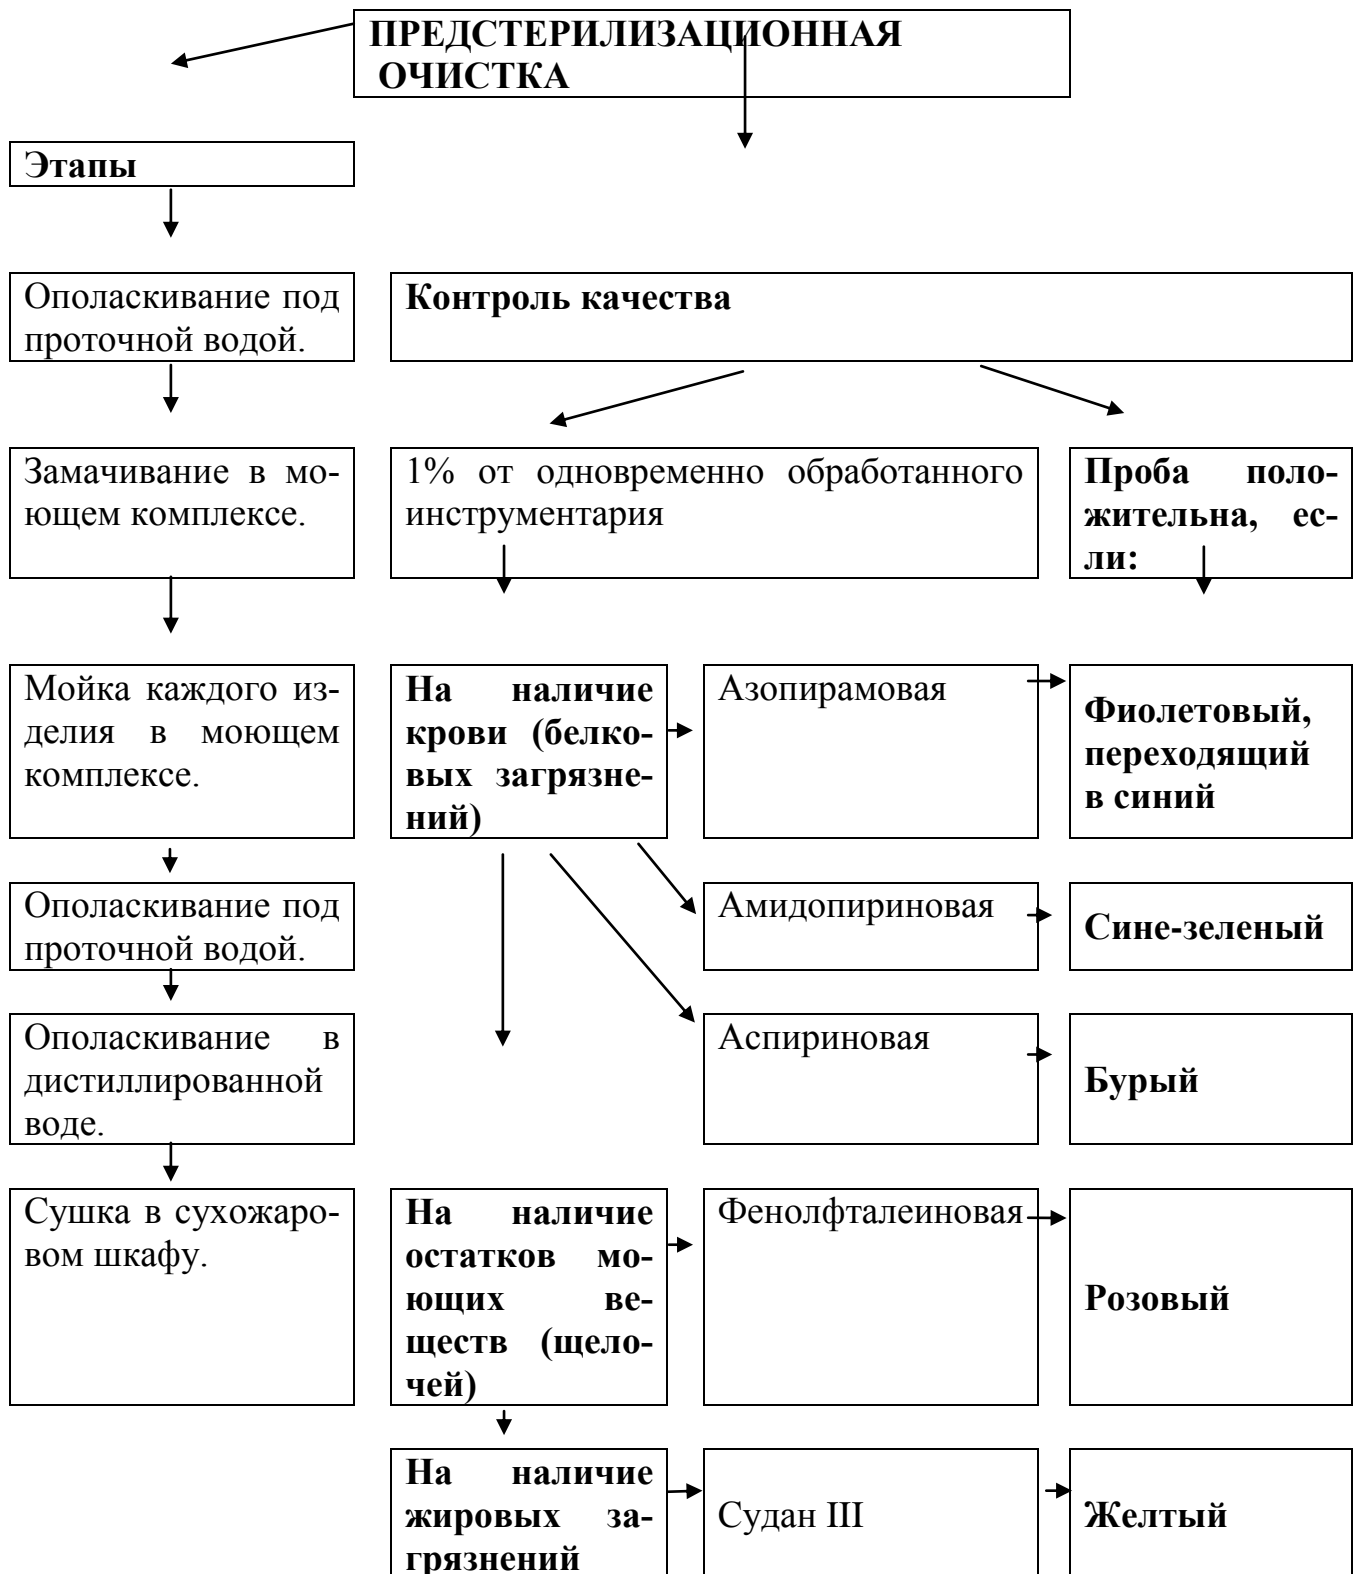 ПРЕДСТЕРИЛИЗАЦИОННАЯ
ОЧИСТКА
Этапы
Ополаскивание под
проточной водой.
Контроль качества
Замачивание в мо-
ющем комплексе.
1% от одновременно обработанного
инструментария
Проба поло-
жительна, ес-
ли:
Мойка каждого из-
делия в моющем
комплексе.
На наличие
крови (белко-
вых загрязне-
ний)
Азопирамовая
Фиолетовый,
переходящий
в синий
Ополаскивание под
проточной водой.
Амидопириновая
Сине-зеленый
Ополаскивание в
дистиллированной
воде.
Аспириновая
Бурый
Сушка в сухожаро-
вом шкафу.
На наличие
остатков мо-
ющих ве-
ществ (щело-
чей)
Фенолфталеиновая
Розовый
На наличие
жировых за-
грязнений
Судан III
Желтый